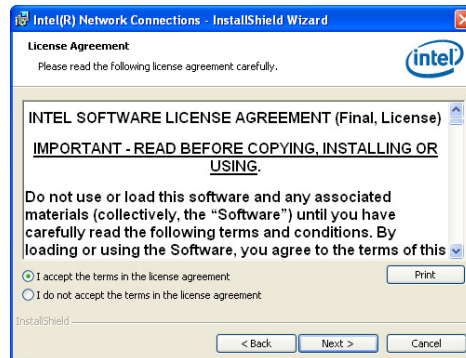 Intel(R) Network Connections - InstallShield Wizard
License Agreement
Please read the following license agreement carefully.
intel
INTEL SOFTWARE LICENSE AGREEMENT (Final, License)
IMPORTANT - READ BEFORE COPYING, INSTALLING OR
USING.
Do not use or load this software and any associated
materials (collectively, the “Software”) until you have
carefully read the following terms and conditions. By
loading or using the Software, you agree to the terms of this
I accept the terms in the license agreement
Print
I do not accept the terms in the license agreement
InstallShield
< Back
Next >
Cancel